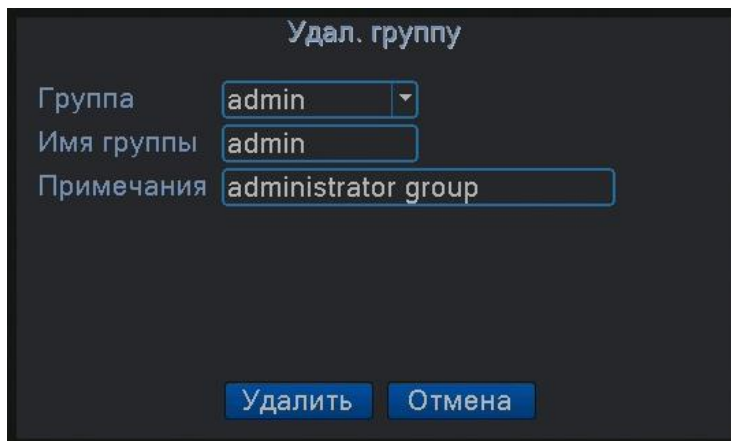 Удал. группу
Группа admin
Имя группы admin
Примечания administrator group
Удалить Отмена